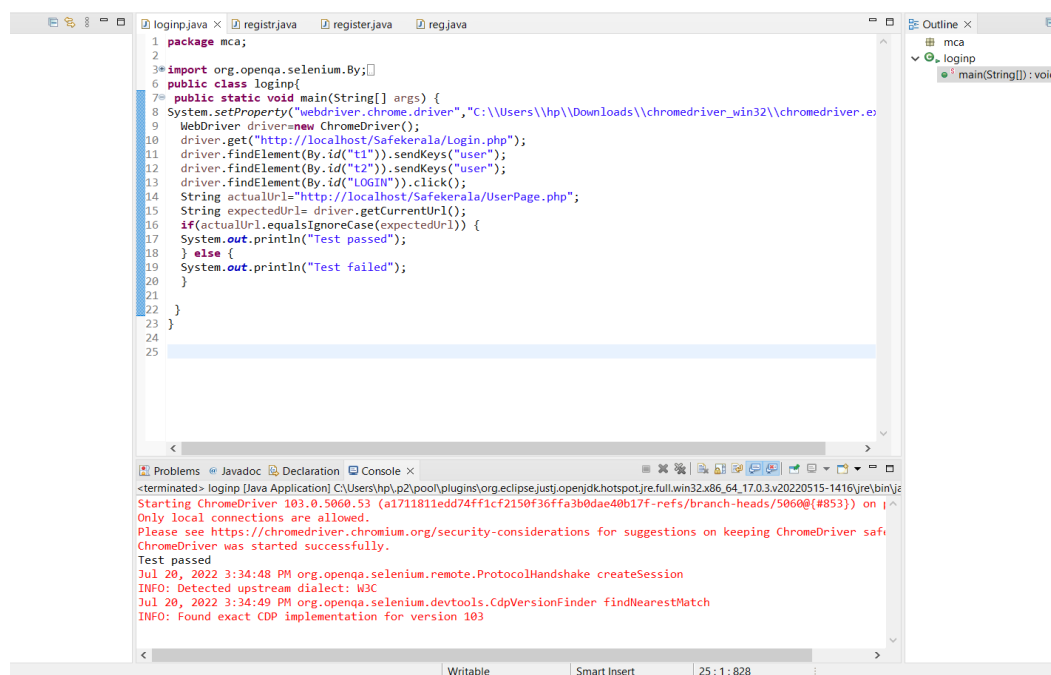 loginp.java registr.java register.java reg.java
Outline
1 package mca;
2
3 import org.openqa.selenium.By;
6 public class loginp{
7 public static void main(String[] args) {
8 System.setProperty("webdriver.chrome.driver","C:\\Users\\hp\\Downloads\\chromedriver_win32\\chromedriver.ex
9 WebDriver driver=new ChromeDriver();
10 driver.get("http://localhost/Safekerala/Login.php");
11 driver.findElement(By.id("t1")).sendKeys("user");
12 driver.findElement(By.id("t2")).sendKeys("user");
13 driver.findElement(By.id("LOGIN")).click();
14 String actualUrl="http://localhost/Safekerala/UserPage.php";
15 String expectedUrl= driver.getCurrentUrl();
16 if(actualUrl.equalsIgnoreCase(expectedUrl)) {
17 System.out.println("Test passed");
18 } else {
19 System.out.println("Test failed");
20 }
21
22 }
23 }
24
25
mca
loginp
main(String[]) : void
Problems Javadoc Declaration Console
<terminated> loginp [Java Application] C:\Users\hp\.p2\pool\plugins\org.eclipse.justj.openjdk.hotspot.jre.full.win32.x86_64_17.0.3.v20220515-1416\jre\bin\ja
Starting ChromeDriver 103.0.5060.53 (a1711811edd74ff1cf2150f36ffa3b0dae40b17f-refs/branch-heads/5060@{#853}) on
Only local connections are allowed.
Please see https://chromedriver.chromium.org/security-considerations for suggestions on keeping ChromeDriver safe
ChromeDriver was started successfully.
Test passed
Jul 20, 2022 3:34:48 PM org.openqa.selenium.remote.ProtocolHandshake createSession
INFO: Detected upstream dialect: W3C
Jul 20, 2022 3:34:49 PM org.openqa.selenium.devtools.CdpVersionFinder findNearestMatch
INFO: Found exact CDP implementation for version 103
Writable Smart Insert 25 : 1 : 828